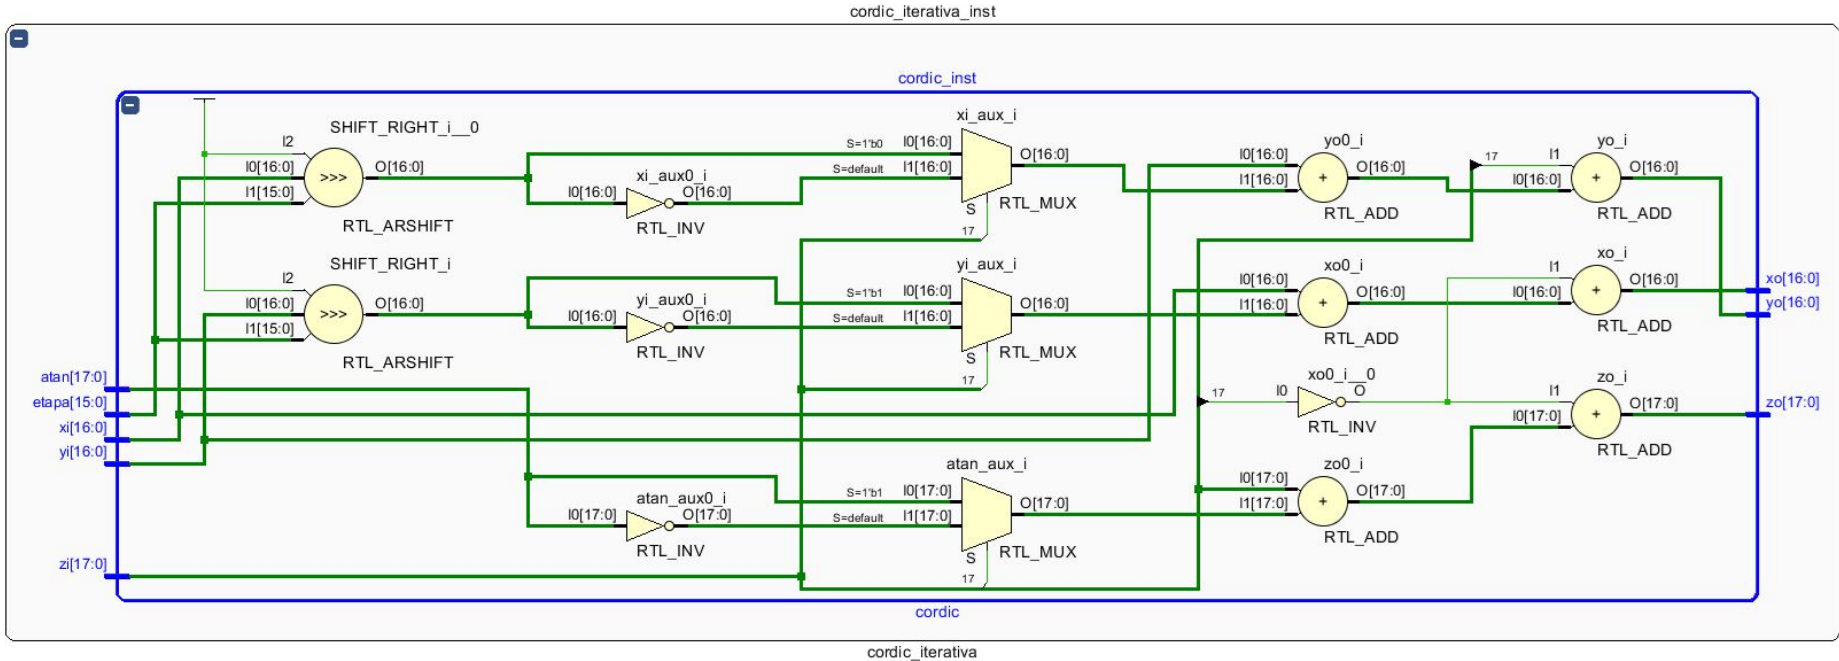 cordic_iterativa_inst
cordic_inst
SHIFT_RIGHT_i__0
I2
I0[16:0]
I1[15:0]
>>>
O[16:0]
RTL_ARSHIFT
xi_aux0_i
I0[16:0]
O[16:0]
RTL_INV
xi_aux_i
S=1'b0
I0[16:0]
S=default
I1[16:0]
O[16:0]
S
RTL_MUX
17
yo0_i
I0[16:0]
I1[16:0]
+
O[16:0]
RTL_ADD
17
yo_i
I1
I0[16:0]
+
O[16:0]
RTL_ADD
SHIFT_RIGHT_i
I2
I0[16:0]
I1[15:0]
>>>
O[16:0]
RTL_ARSHIFT
yi_aux0_i
I0[16:0]
O[16:0]
RTL_INV
yi_aux_i
S=1'b1
I0[16:0]
S=default
I1[16:0]
O[16:0]
S
RTL_MUX
17
xo0_i
I0[16:0]
I1[16:0]
+
O[16:0]
RTL_ADD
xo_i
I1
I0[16:0]
+
O[16:0]
RTL_ADD
xo[16:0]
yo[16:0]
atan[17:0]
etapa[15:0]
xi[16:0]
yi[16:0]
17
xo0_i__0
I0
O
RTL_INV
zo_i
I1
I0[17:0]
+
O[17:0]
RTL_ADD
zo[17:0]
atan_aux0_i
I0[17:0]
O[17:0]
RTL_INV
atan_aux_i
S=1'b1
I0[17:0]
S=default
I1[17:0]
O[17:0]
S
RTL_MUX
17
zo0_i
I0[17:0]
I1[17:0]
+
O[17:0]
RTL_ADD
zi[17:0]
cordic
cordic_iterativa